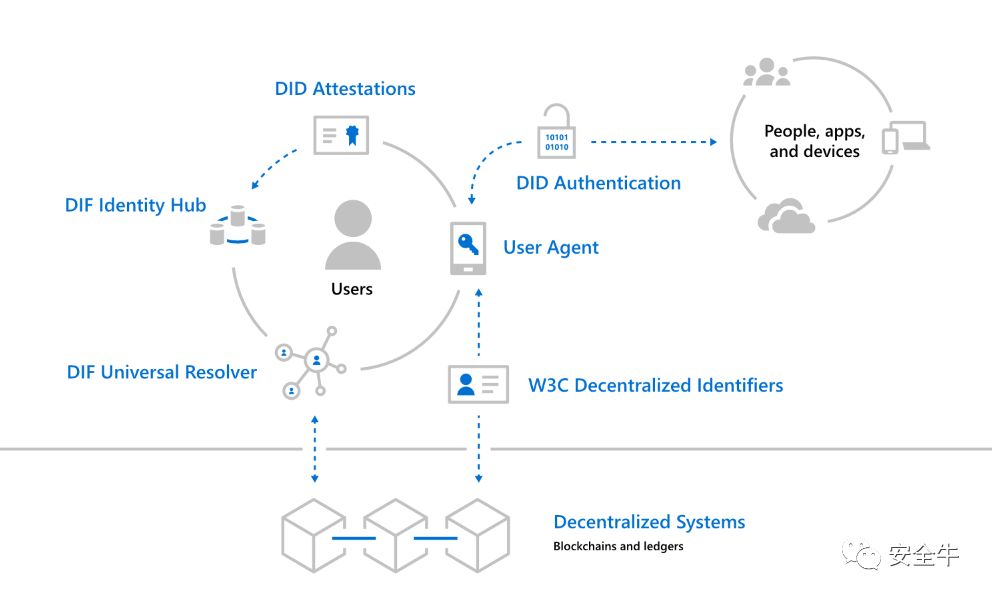 DID Attestations
10101
01010
People, apps,
and devices
DID Authentication
DIF Identity Hub
User Agent
Users
DIF Universal Resolver
W3C Decentralized Identifiers
Decentralized Systems
Blockchains and ledgers
安全牛